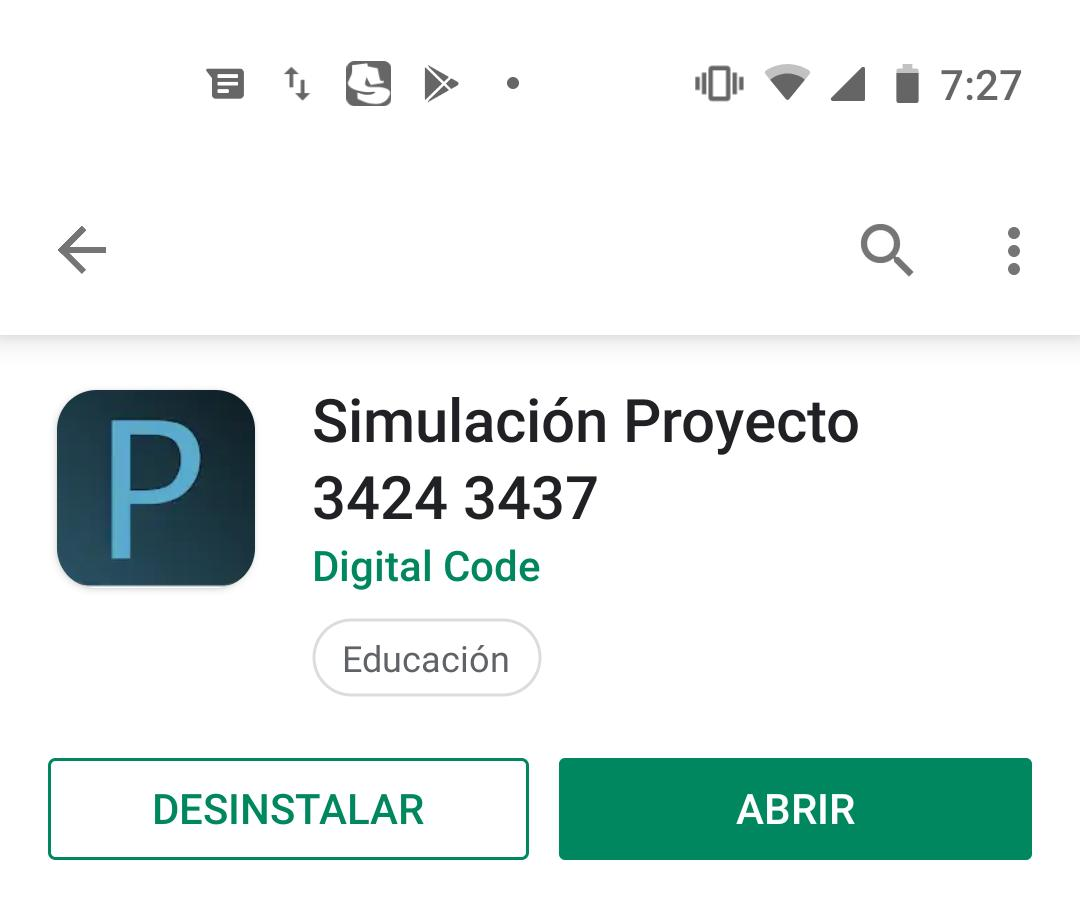 7:27
P
Simulación Proyecto
3424 3437
Digital Code
Educación
DESINSTALAR
ABRIR